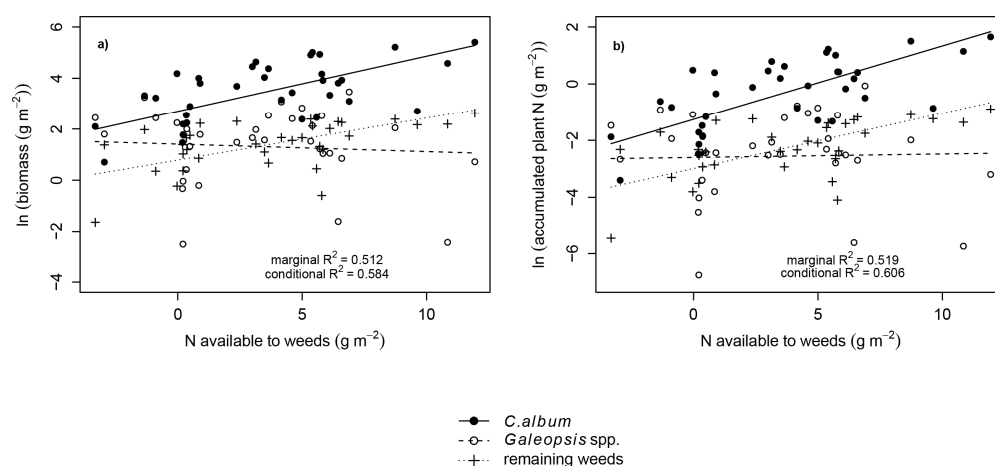 a)
ln (biomass (g m−2))
6
4
2
0
−2
−4
marginal R2 = 0.512
conditional R2 = 0.584
0
5
10
N available to weeds (g m−2)
b)
ln (accumulated plant N (g m−2))
2
0
−2
−4
−6
marginal R2 = 0.519
conditional R2 = 0.606
0
5
10
N available to weeds (g m−2)
C.album
Galeopsis spp.
remaining weeds